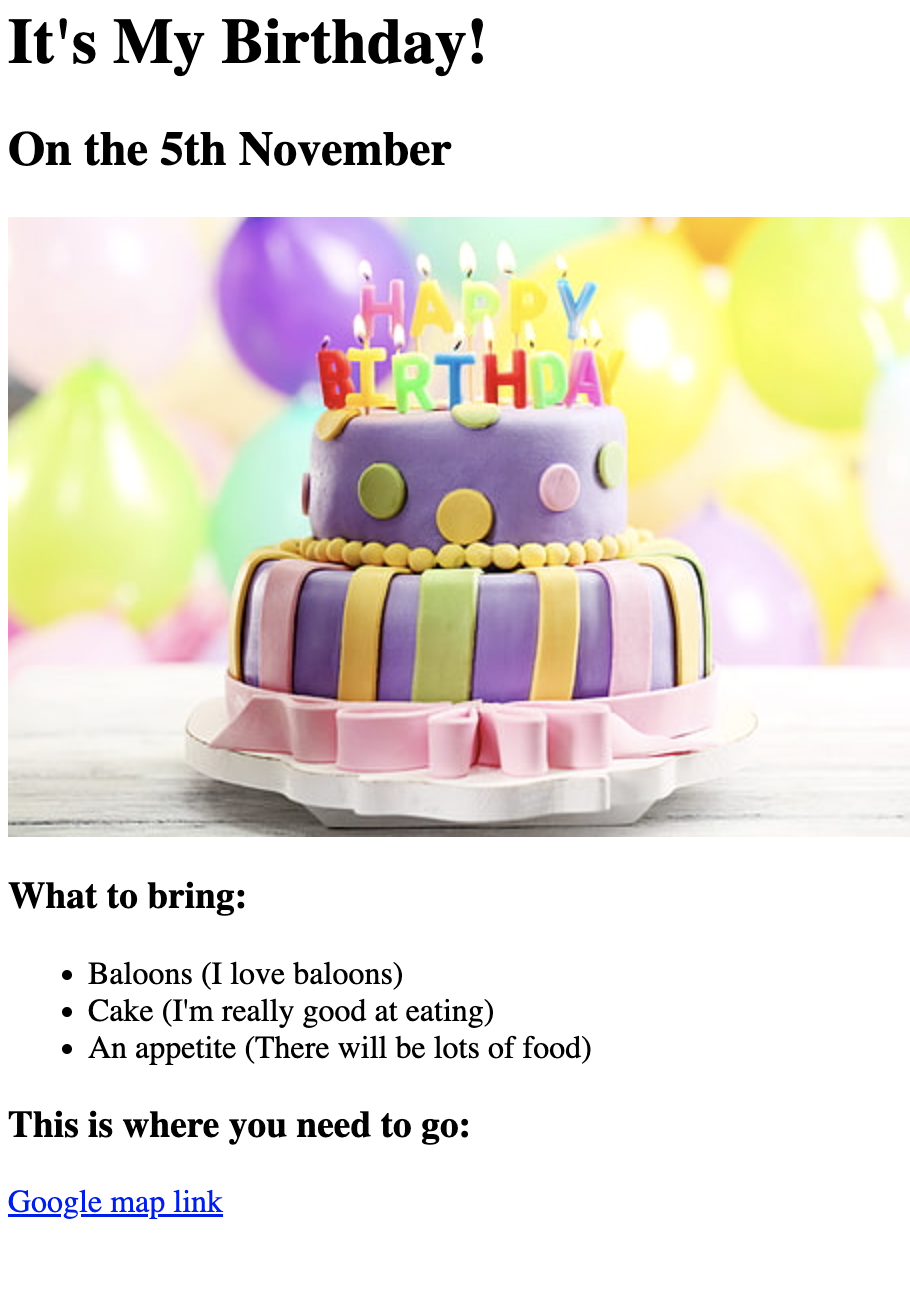 It's My Birthday!
On the 5th November
HAPPY
BIRTHDAY
What to bring:
Baloons (I love baloons)
Cake (I'm really good at eating)
An appetite (There will be lots of food)
This is where you need to go:
Google map link